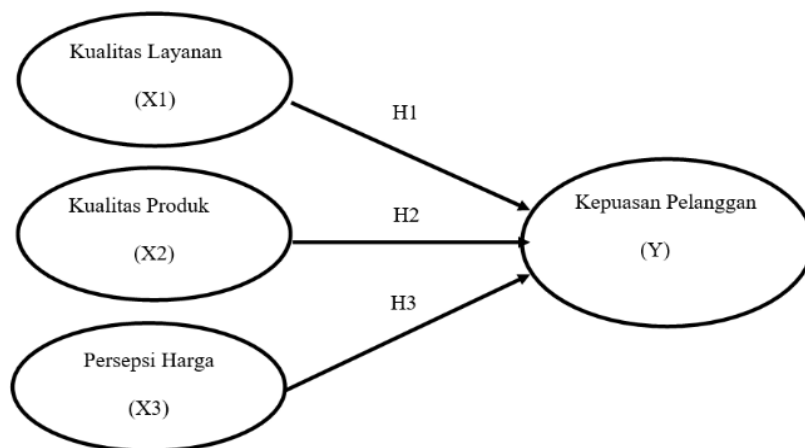 Kualitas Layanan
(X1)
H1
Kualitas Produk
(X2)
H2
Kepuasan Pelanggan
(Y)
H3
Persepsi Harga
(X3)